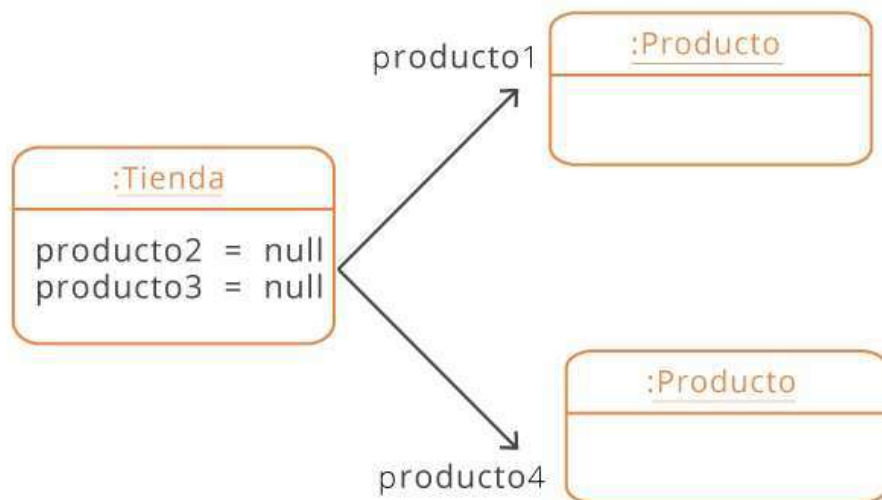 producto1
:Producto
:Tienda
producto2 = null
producto3 = null
:Producto
producto4